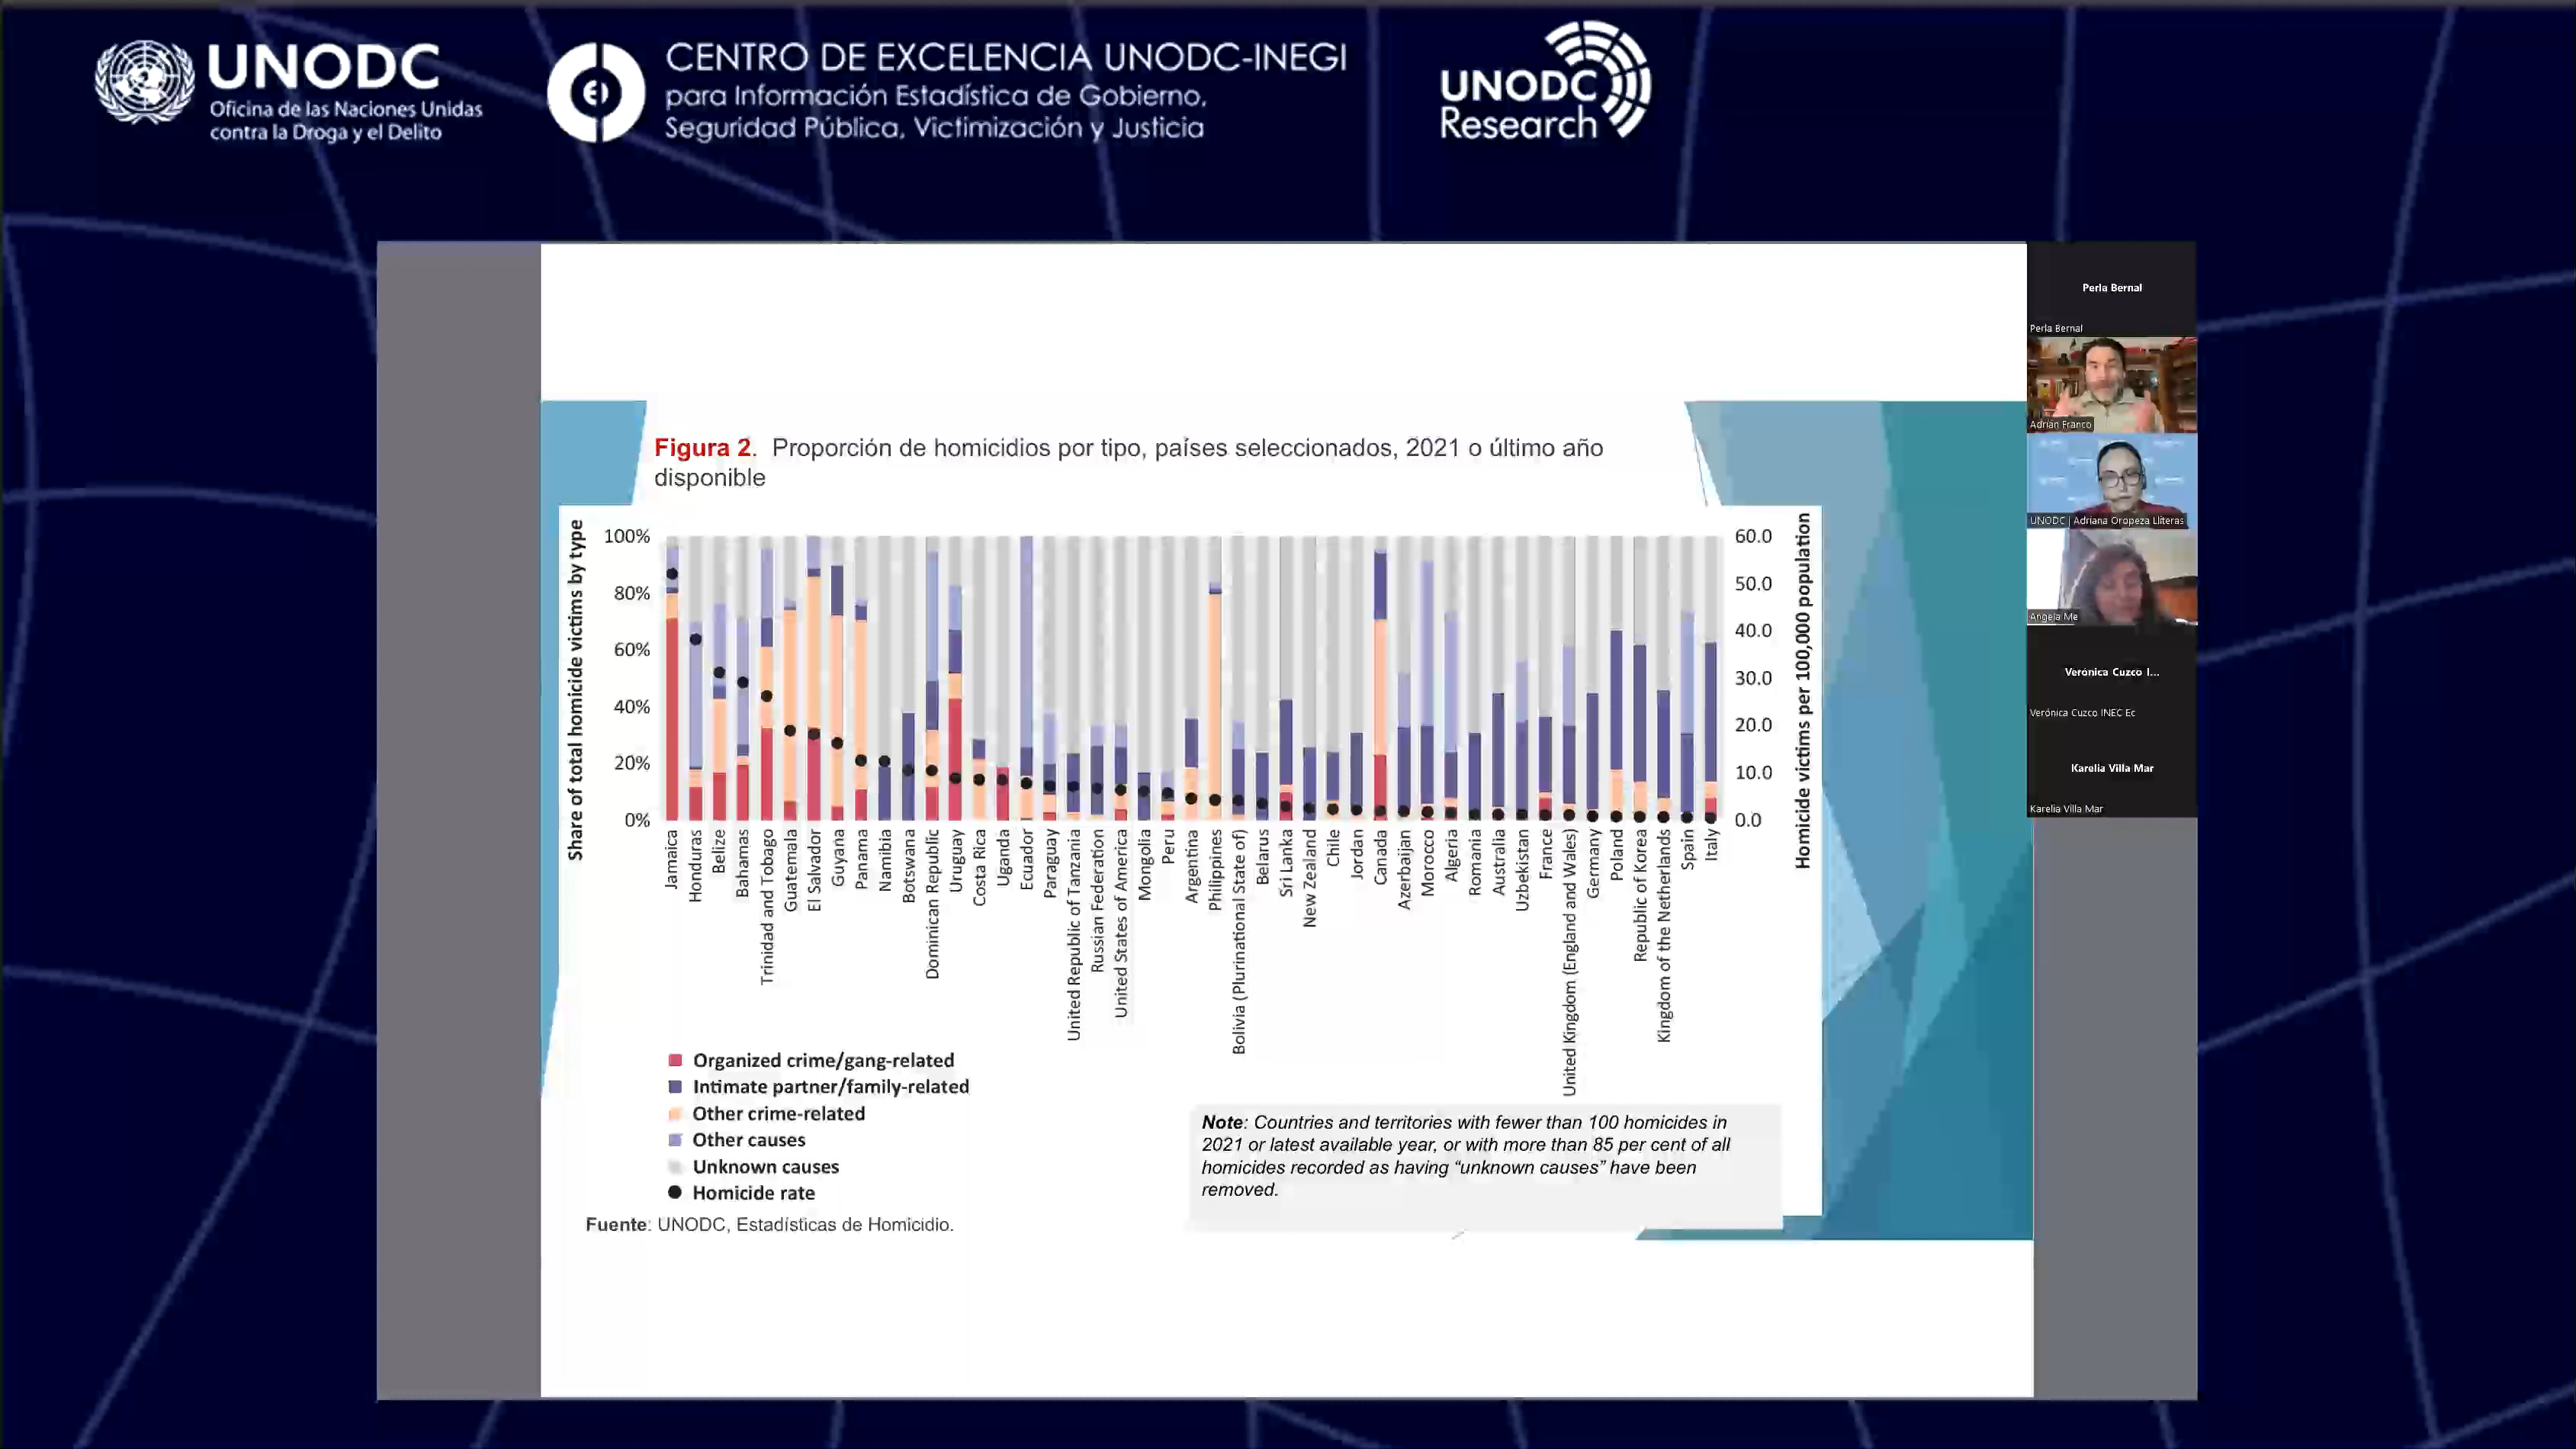 UNODC
Oficina de las Naciones Unidas
contra la Droga y el Delito
CENTRO DE EXCELENCIA UNODC-INEGI
para Información Estadística de Gobierno,
Seguridad Pública, Victimización y Justicia
UNODC
Research
Figura 2. Proporción de homicidios por tipo, países seleccionados, 2021 o último año
disponible
Share of total homicide victims by type
100%
80%
60%
40%
20%
0%
60.0
50.0
40.0
30.0
20.0
10.0
0.0
Homicide victims per 100,000 population
Jamaica
Honduras
Belize
Bahamas
Trinidad and Tobago
Guatemala
El Salvador
Guyana
Panama
Namibia
Botswana
Dominican Republic
Uruguay
Costa Rica
Uganda
Ecuador
Paraguay
United Republic of Tanzania
Russian Federation
United States of America
Mongolia
Peru
Argentina
Philippines
Bolivia (Plurinational State of)
Belarus
Sri Lanka
New Zealand
Chile
Jordan
Canada
Azerbaijan
Morocco
Algeria
Romania
Australia
Uzbekistan
France
United Kingdom (England and Wales)
Germany
Poland
Republic of Korea
Kingdom of the Netherlands
Spain
Italy
Organized crime/gang-related
Intimate partner/family-related
Other crime-related
Other causes
Unknown causes
Homicide rate
Note: Countries and territories with fewer than 100 homicides in
2021 or latest available year, or with more than 85 per cent of all
homicides recorded as having “unknown causes” have been
removed.
Fuente: UNODC, Estadísticas de Homicidio.
Perla Bernal
Perla Bernal
Adrián Franco
UNODC | Adriana Oropeza Lliteras
Angela Me
Verónica Cuzco I...
Verónica Cuzco INEC Ec
Karelia Villa Mar
Karelia Villa Mar